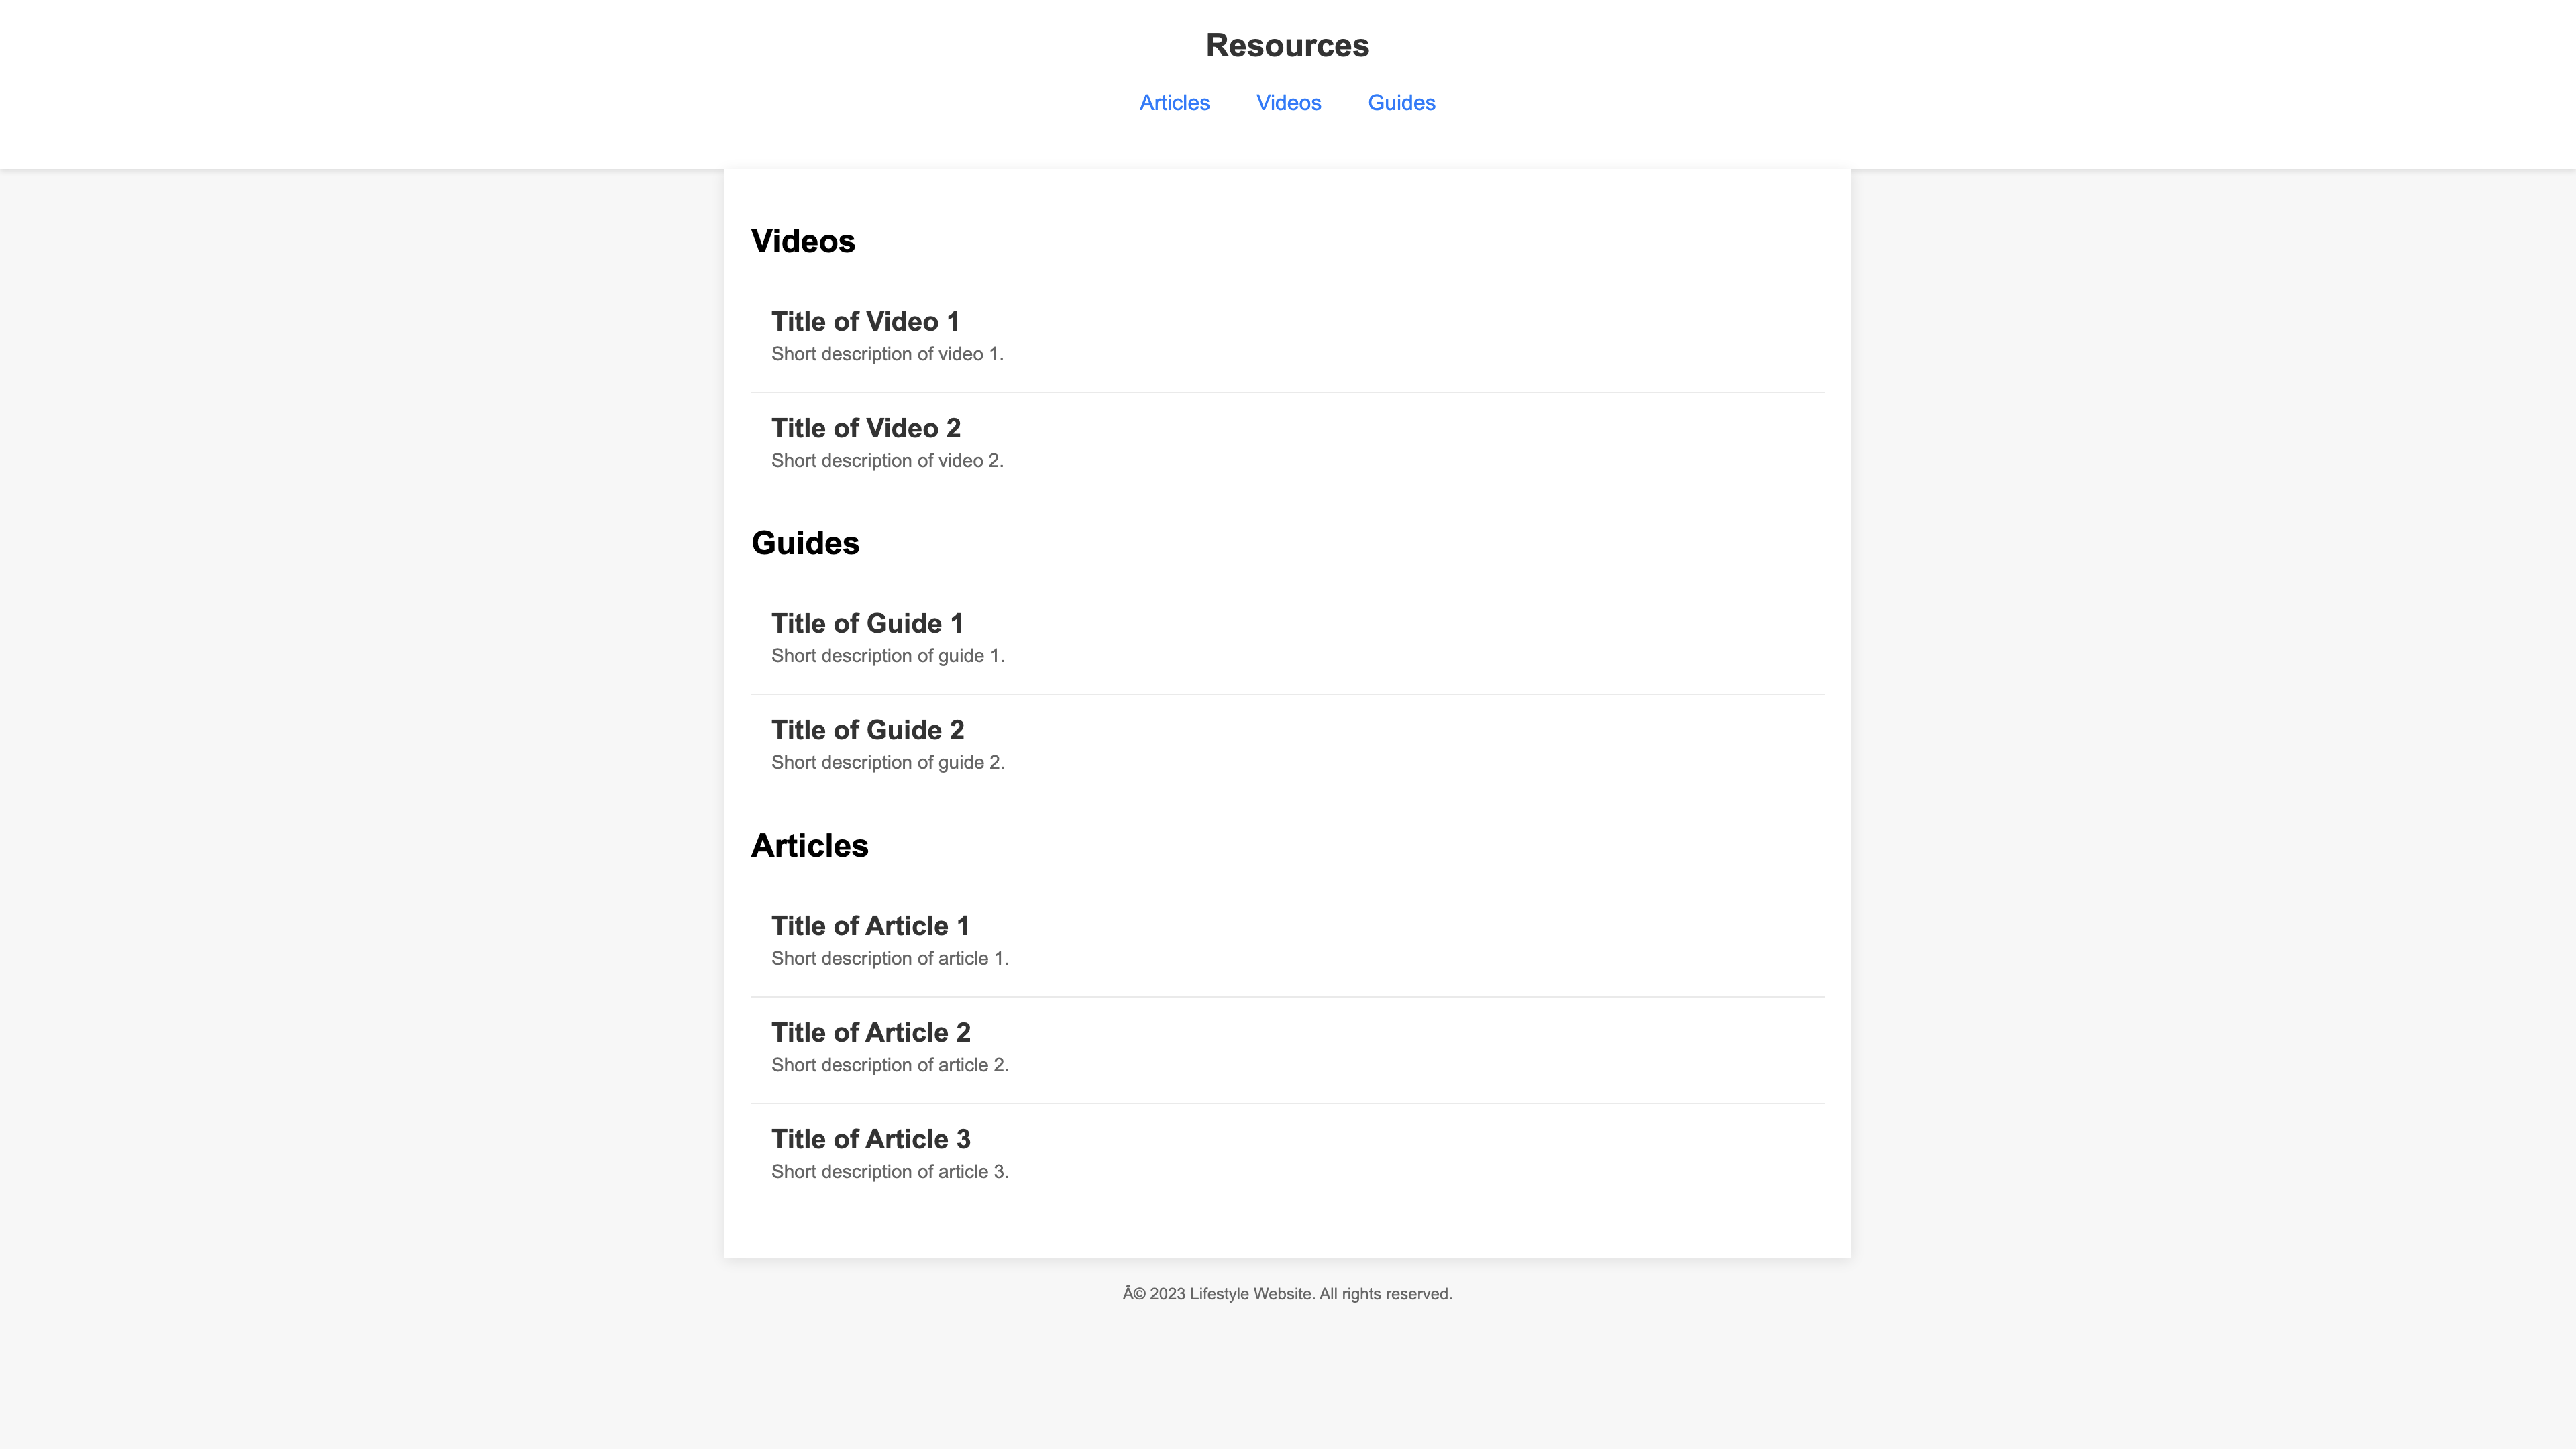 Resources
Articles Videos Guides
Videos
Title of Video 1
Short description of video 1.
Title of Video 2
Short description of video 2.
Guides
Title of Guide 1
Short description of guide 1.
Title of Guide 2
Short description of guide 2.
Articles
Title of Article 1
Short description of article 1.
Title of Article 2
Short description of article 2.
Title of Article 3
Short description of article 3.
Â© 2023 Lifestyle Website. All rights reserved.